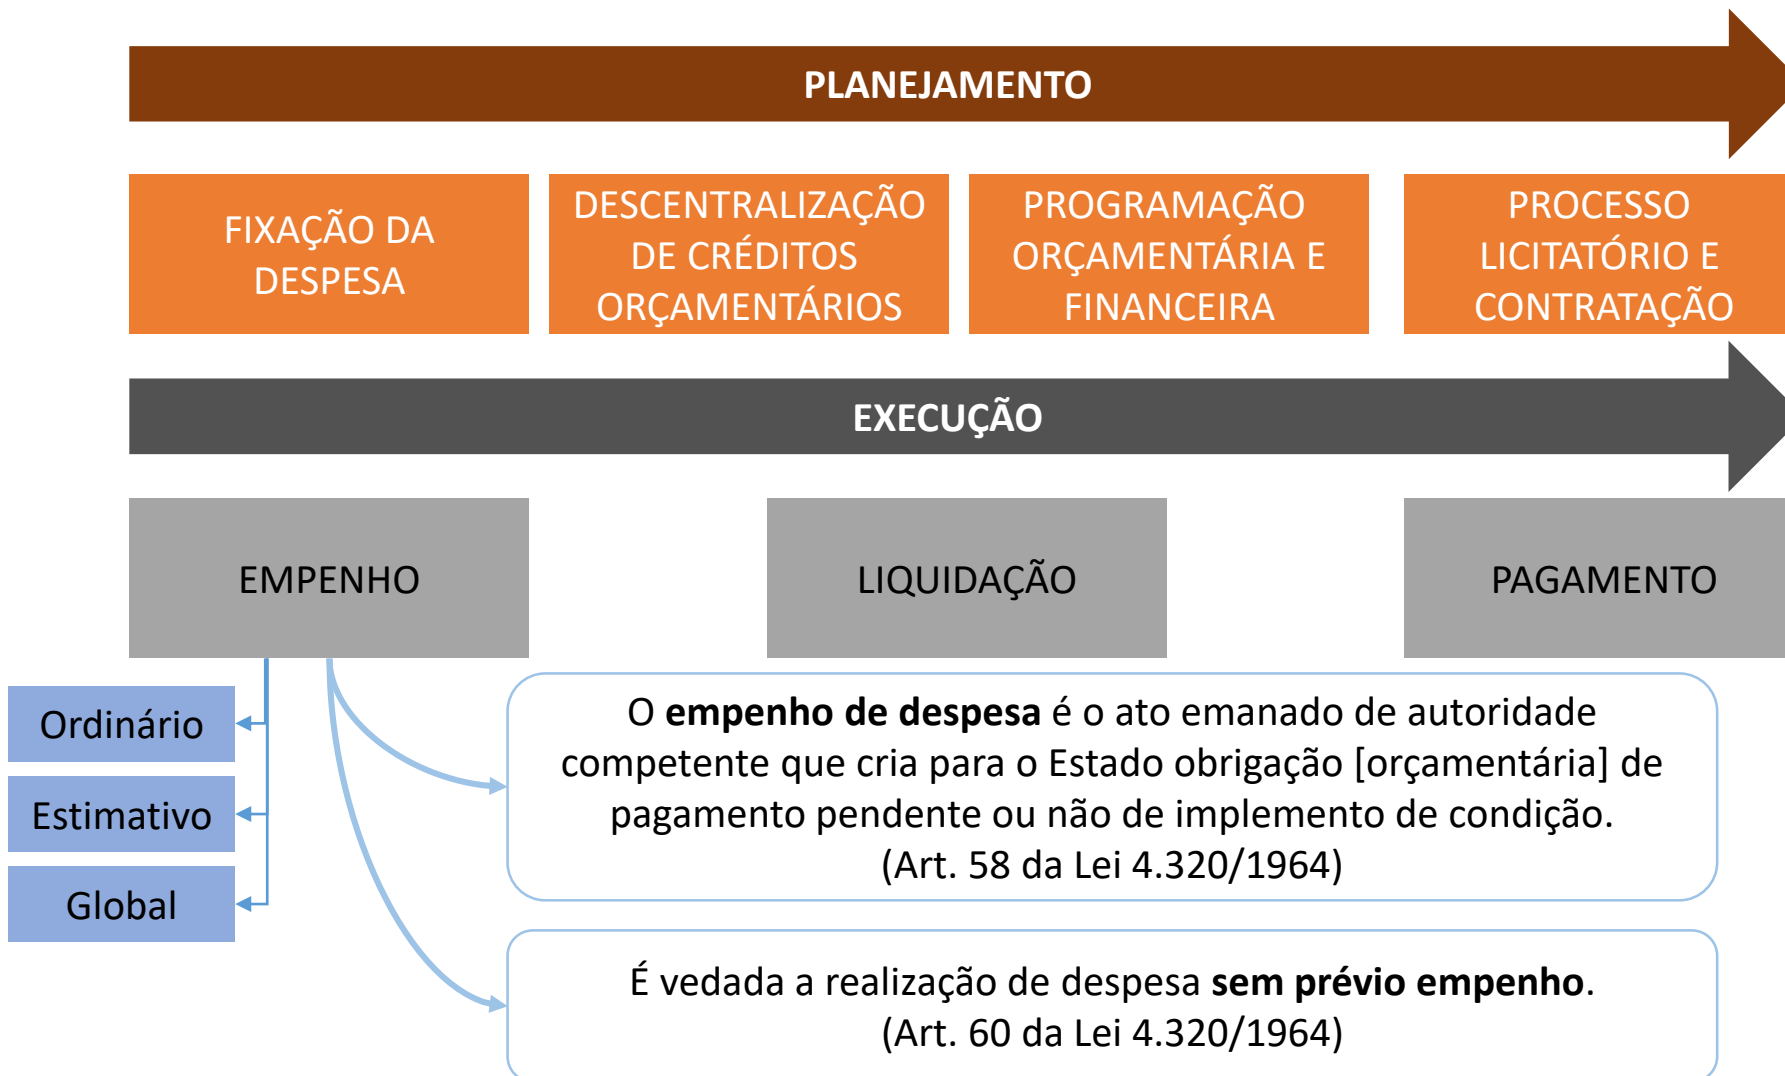 PLANEJAMENTO
FIXAÇÃO DA
DESPESA
DESCENTRALIZAÇÃO
DE CRÉDITOS
ORÇAMENTÁRIOS
PROGRAMAÇÃO
ORÇAMENTÁRIA E
FINANCEIRA
PROCESSO
LICITATÓRIO E
CONTRATAÇÃO
EXECUÇÃO
EMPENHO
LIQUIDAÇÃO
PAGAMENTO
Ordinário
Estimativo
Global
O empenho de despesa é o ato emanado de autoridade
competente que cria para o Estado obrigação [orçamentária] de
pagamento pendente ou não de implemento de condição.
(Art. 58 da Lei 4.320/1964)
É vedada a realização de despesa sem prévio empenho.
(Art. 60 da Lei 4.320/1964)